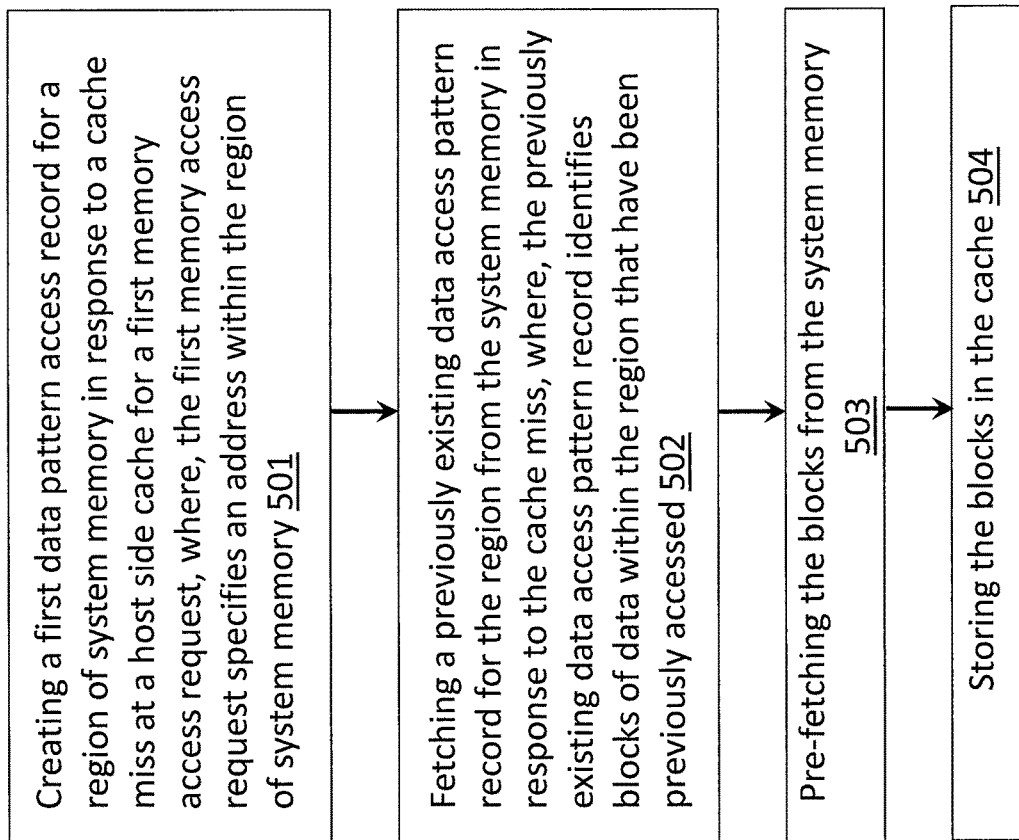 Creating a first data pattern access record for a
region of system memory in response to a cache
miss at a host side cache for a first memory
access request, where, the first memory access
request specifies an address within the region
of system memory 501
Fetching a previously existing data access pattern
record for the region from the system memory in
response to the cache miss, where, the previously
existing data access pattern record identifies
blocks of data within the region that have been
previously accessed 502
Pre-fetching the blocks from the system memory
503
Storing the blocks in the cache 504